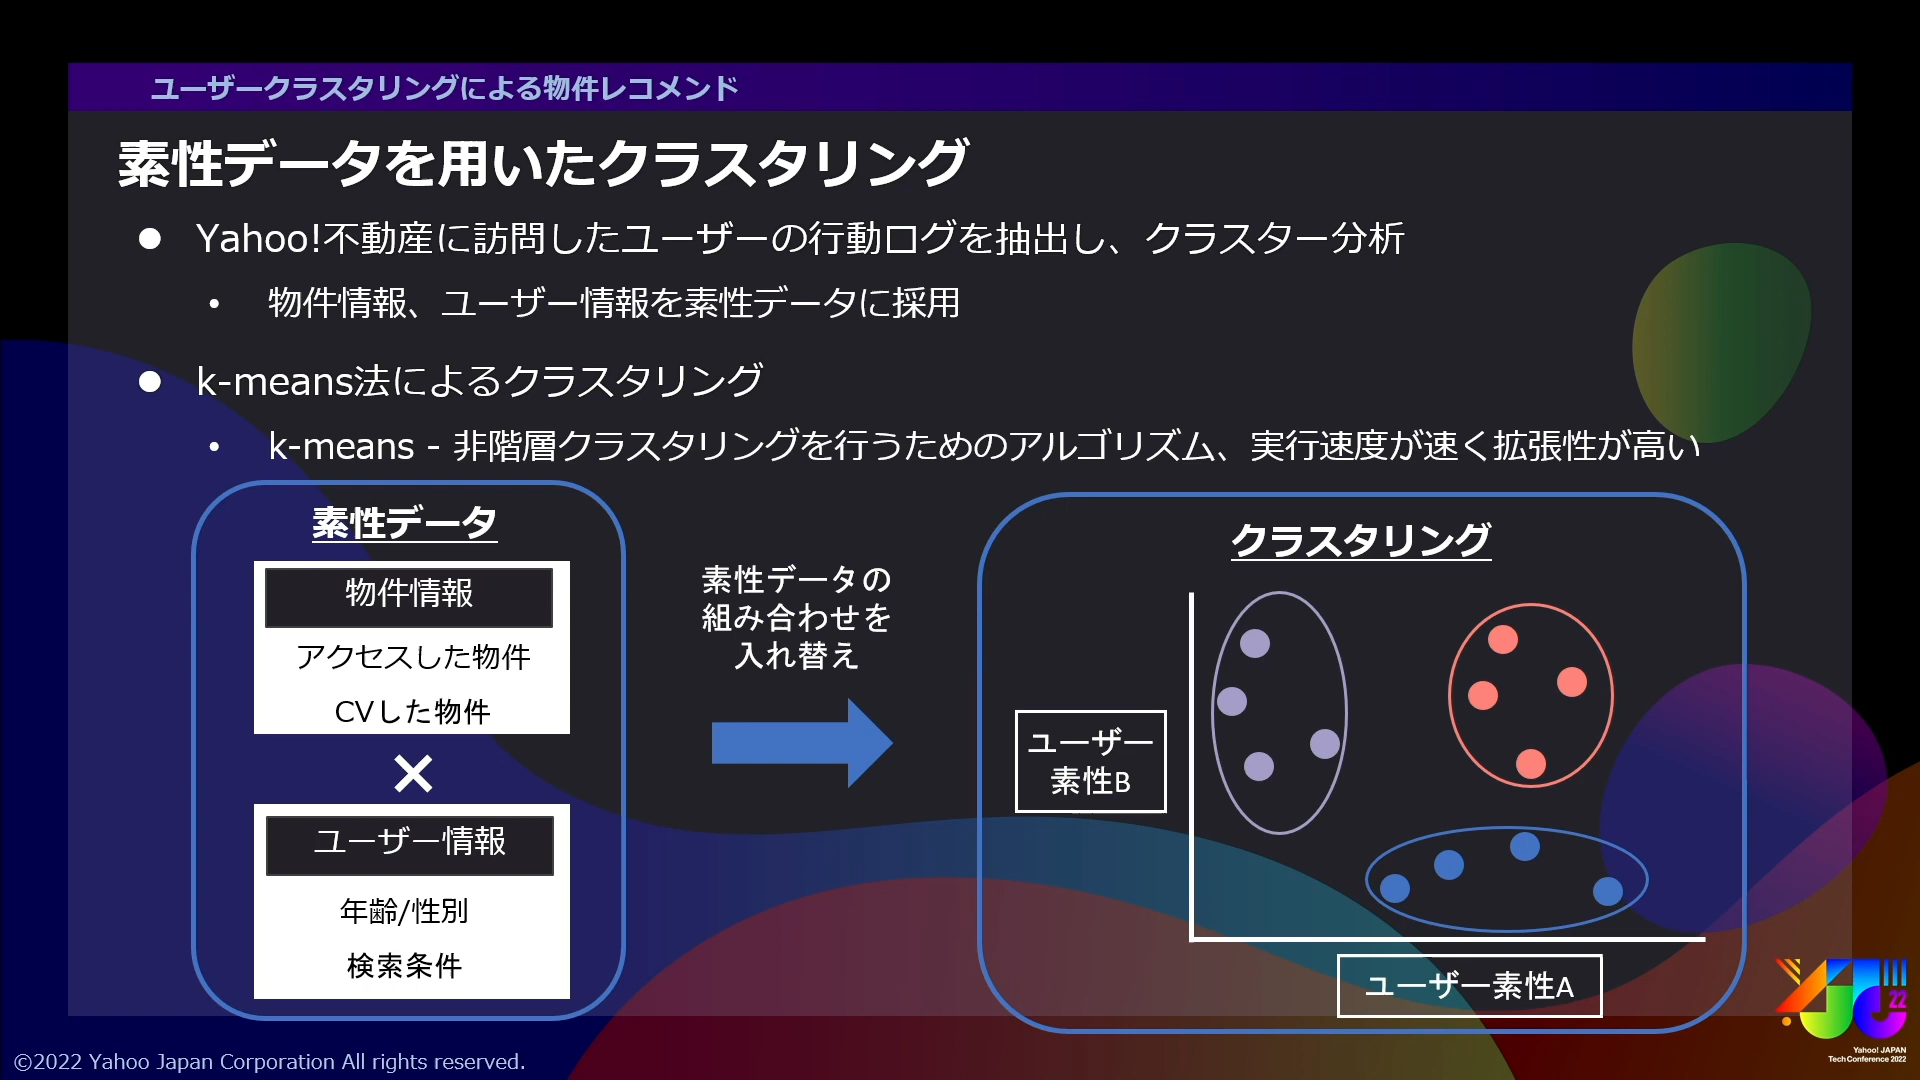 ユーザークラスタリングによる物件レコメンド
素性データを用いたクラスタリング
● Yahoo!不動産に訪問したユーザーの行動ログを抽出し、クラスター分析
• 物件情報、ユーザー情報を素性データに採用
● k-means法によるクラスタリング
• k-means - 非階層クラスタリングを行うためのアルゴリズム、実行速度が速く拡張性が高い
素性データ
物件情報
アクセスした物件
CVした物件
×
ユーザー情報
年齢/性別
検索条件
素性データの
組み合わせを
入れ替え
クラスタリング
ユーザー
素性B
ユーザー素性A
22
Yahoo! JAPAN
Tech Conference 2022
©2022 Yahoo Japan Corporation All rights reserved.